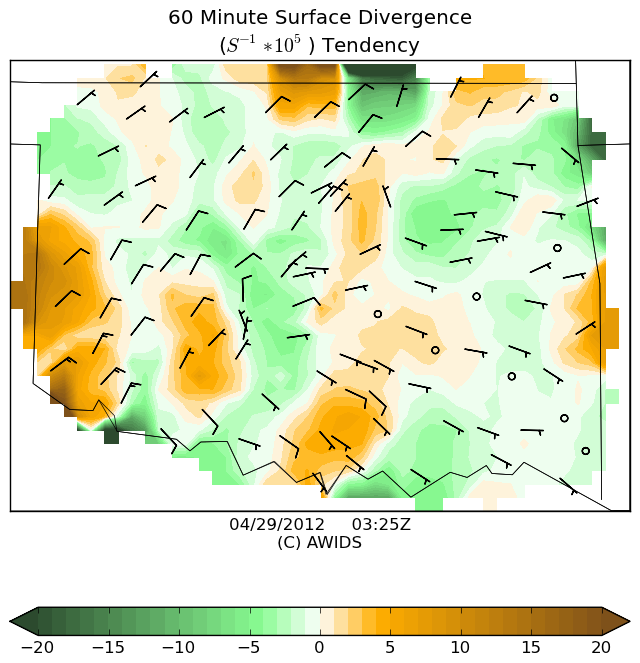 60 Minute Surface Divergence
(S⁻¹ *10⁵ ) Tendency
04/29/2012 03:25Z
(C) AWIDS
−20 −15 −10 −5 0 5 10 15 20